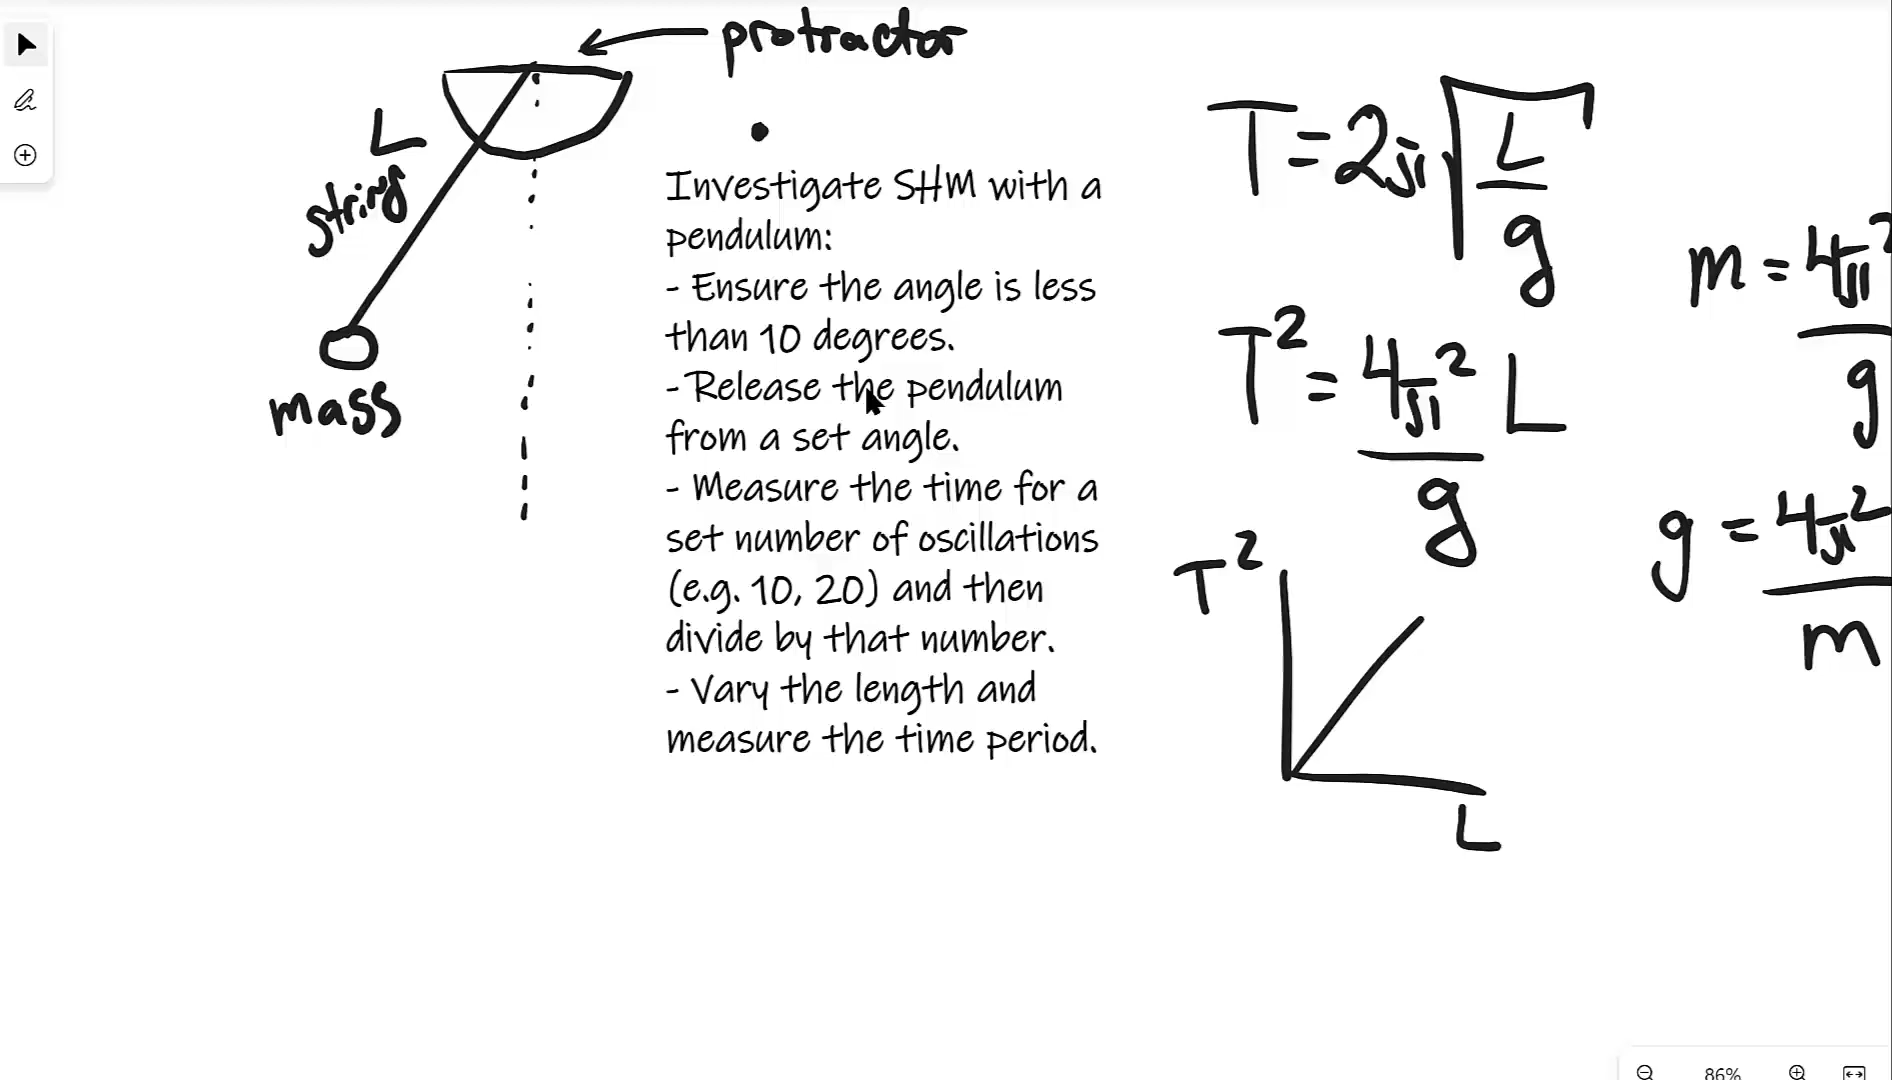 protractor
L
string
mass
Investigate SHM with a
pendulum:
- Ensure the angle is less
than 10 degrees.
- Release the pendulum
from a set angle.
- Measure the time for a
set number of oscillations
(e.g. 10, 20) and then
divide by that number.
- Vary the length and
measure the time period.
T = 2π√(L/g)
T² = 4π²/g L
T²
L
m = 4π²/g
g = 4π²/m
86%